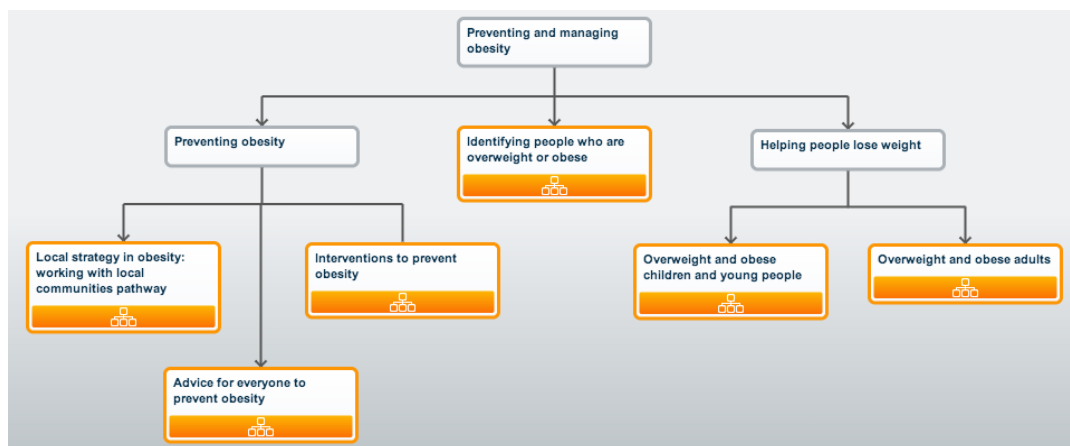 Preventing and managing
obesity
Preventing obesity
Identifying people who are
overweight or obese
Helping people lose weight
Local strategy in obesity:
working with local
communities pathway
Interventions to prevent
obesity
Overweight and obese
children and young people
Overweight and obese adults
Advice for everyone to
prevent obesity